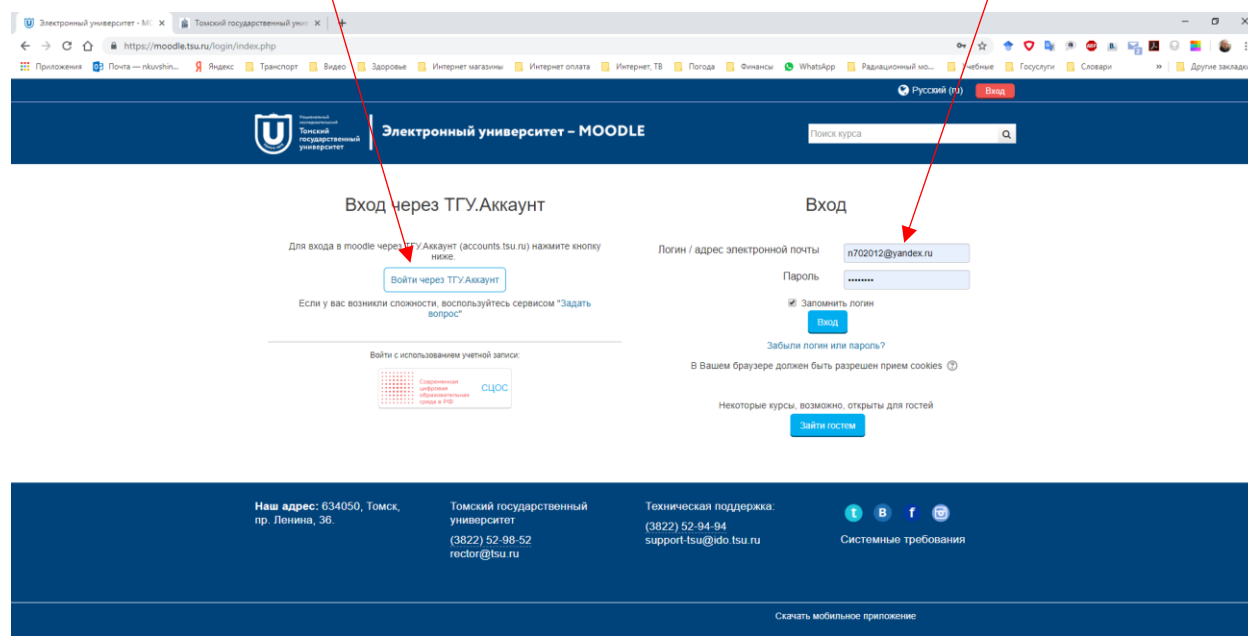 Электронный университет - МС
Томский государственный унив
https://moodle.tsu.ru/login/index.php
Приложения Почта — nkuvshin... Яндекс Транспорт Видео Здоровье Интернет магазины Интернет оплата Интернет, ТВ Погода Финансы WhatsApp Радиационный мо... Учебные Госуслуги Словари » Другие закладки
Русский (ru) Вход
Томский
государственный
университет
Электронный университет – MOODLE
Поиск курса
Вход через ТГУ.Аккаунт
Для входа в moodle через ТГУ.Аккаунт (accounts.tsu.ru) нажмите кнопку
ниже.
Войти через ТГУ.Аккаунт
Если у вас возникли сложности, воспользуйтесь сервисом "Задать
вопрос"
Войти с использованием учетной записи:
Современная
цифровая
образовательная
среда в РФ
СЦОС
Вход
Логин / адрес электронной почты
n702012@yandex.ru
Пароль
••••••••
Запомнить логин
Вход
Забыли логин или пароль?
В Вашем браузере должен быть разрешен прием cookies
Некоторые курсы, возможно, открыты для гостей
Зайти гостем
Наш адрес: 634050, Томск,
пр. Ленина, 36.
Томский государственный
университет
(3822) 52-98-52
rector@tsu.ru
Техническая поддержка:
(3822) 52-94-94
support-tsu@ido.tsu.ru
Системные требования
Скачать мобильное приложение